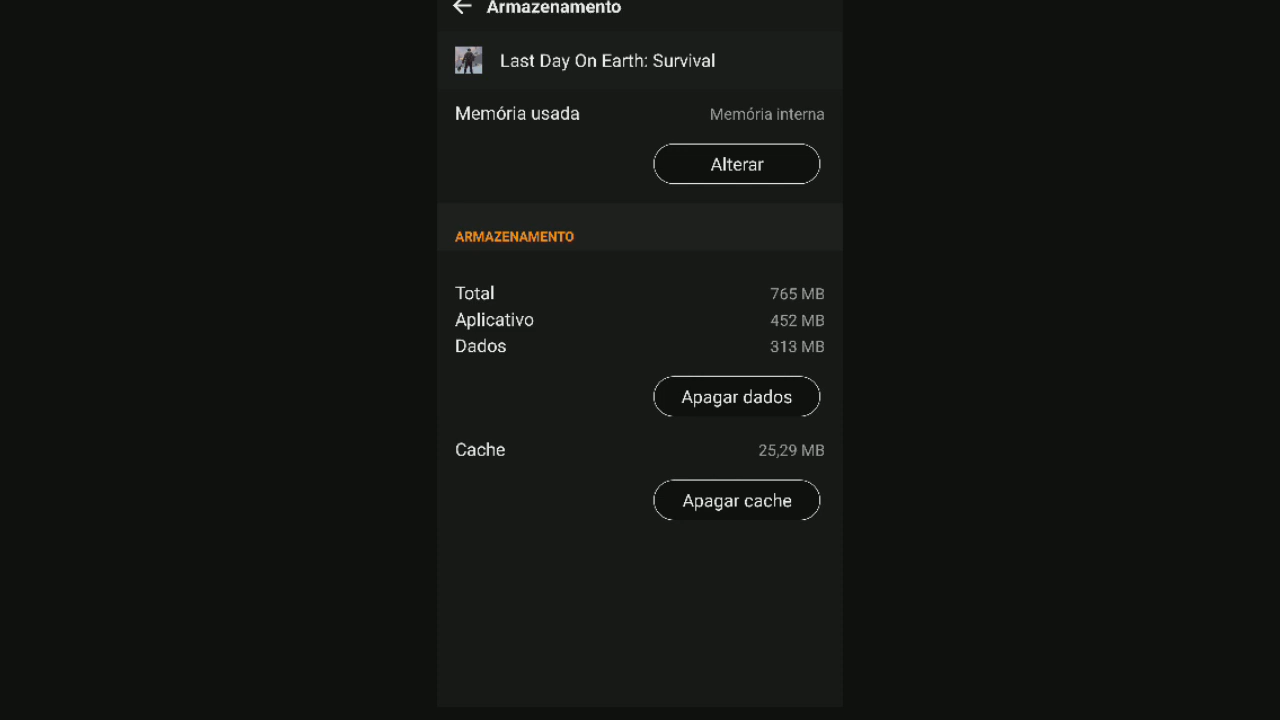 Armazenamento
Last Day On Earth: Survival
Memória usada Memória interna
Alterar
ARMAZENAMENTO
Total 765 MB
Aplicativo 452 MB
Dados 313 MB
Apagar dados
Cache 25,29 MB
Apagar cache